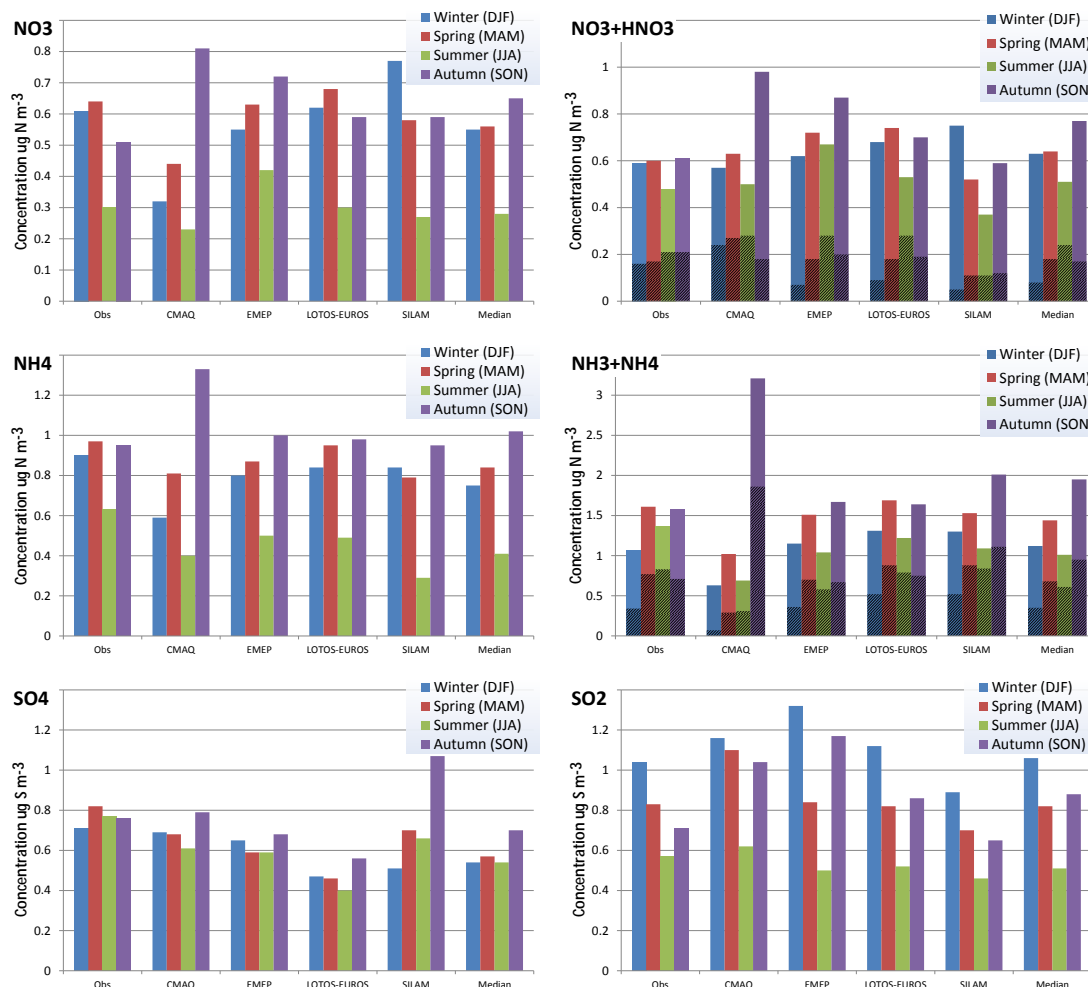 NO3
Winter (DJF)
Spring (MAM)
Summer (JJA)
Autumn (SON)
Concentration ug N m-3
0.8
0.7
0.6
0.5
0.4
0.3
0.2
0.1
0
Obs CMAQ EMEP LOTOS-EUROS SILAM Median
NO3+HNO3
Winter (DJF)
Spring (MAM)
Summer (JJA)
Autumn (SON)
Concentration ug N m-3
1
0.8
0.6
0.4
0.2
0
Obs CMAQ EMEP LOTOS-EUROS SILAM Median
NH4
Winter (DJF)
Spring (MAM)
Summer (JJA)
Autumn (SON)
Concentration ug N m-3
1.2
1
0.8
0.6
0.4
0.2
0
Obs CMAQ EMEP LOTOS-EUROS SILAM Median
NH3+NH4
Winter (DJF)
Spring (MAM)
Summer (JJA)
Autumn (SON)
Concentration ug N m-3
3
2.5
2
1.5
1
0.5
0
Obs CMAQ EMEP LOTOS-EUROS SILAM Median
SO4
Winter (DJF)
Spring (MAM)
Summer (JJA)
Autumn (SON)
Concentration ug S m-3
1.2
1
0.8
0.6
0.4
0.2
0
Obs CMAQ EMEP LOTOS-EUROS SILAM Median
SO2
Winter (DJF)
Spring (MAM)
Summer (JJA)
Autumn (SON)
Concentration ug S m-3
1.2
1
0.8
0.6
0.4
0.2
0
Obs CMAQ EMEP LOTOS-EUROS SILAM Median